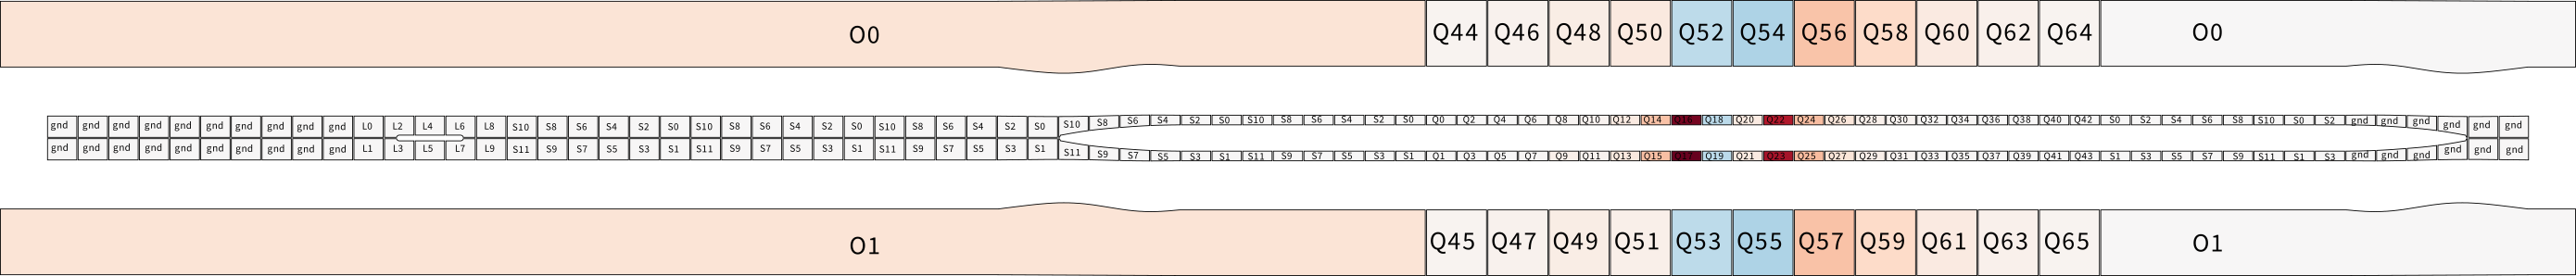 O0 Q44 Q46 Q48 Q50 Q52 Q54 Q56 Q58 Q60 Q62 Q64 O0
gnd gnd gnd gnd gnd gnd gnd gnd gnd gnd L0 L2 L4 L6 L8 S10 S8 S6 S4 S2 S0 S10 S8 S6 S4 S2 S0 S10 S8 S6 S4 S2 S0 S10 S8 S6 S4 S2 S0 S10 S8 S6 S4 S2 S0 Q0 Q2 Q4 Q6 Q8 Q10 Q12 Q14 Q16 Q18 Q20 Q22 Q24 Q26 Q28 Q30 Q32 Q34 Q36 Q38 Q40 Q42 S0 S2 S4 S6 S8 S10 S0 S2 gnd gnd gnd gnd gnd gnd
gnd gnd gnd gnd gnd gnd gnd gnd gnd gnd L1 L3 L5 L7 L9 S11 S9 S7 S5 S3 S1 S11 S9 S7 S5 S3 S1 S11 S9 S7 S5 S3 S1 S11 S9 S7 S5 S3 S1 S11 S9 S7 S5 S3 S1 Q1 Q3 Q5 Q7 Q9 Q11 Q13 Q15 Q17 Q19 Q21 Q23 Q25 Q27 Q29 Q31 Q33 Q35 Q37 Q39 Q41 Q43 S1 S3 S5 S7 S9 S11 S1 S3 gnd gnd gnd gnd gnd gnd
O1 Q45 Q47 Q49 Q51 Q53 Q55 Q57 Q59 Q61 Q63 Q65 O1